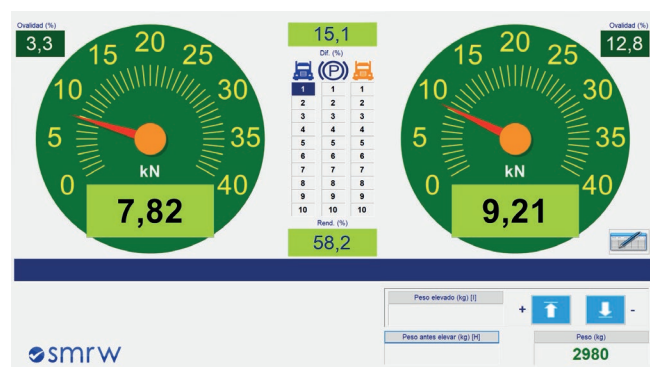 Ovalidad (%)
3,3
0
5
10
15
20
25
30
35
40
kN
7,82
15,1
Dif. (%)
P
1 1 1
2 2 2
3 3 3
4 4 4
5 5 5
6 6 6
7 7 7
8 8 8
9 9 9
10 10 10
Rend. (%)
58,2
Ovalidad (%)
12,8
0
5
10
15
20
25
30
35
40
kN
9,21
Peso elevado (kg) [I]
+
-
Peso antes elevar (kg) [H]
Peso (kg)
2980
smrw